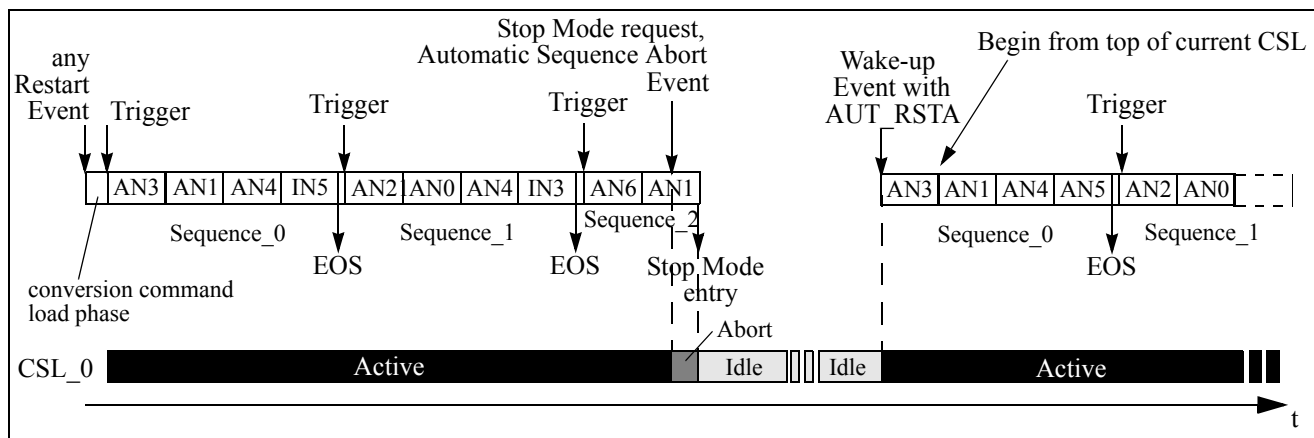 Stop Mode request,
Automatic Sequence Abort
Event
any
Restart
Event
Trigger
Trigger
Trigger
Wake-up
Event with
AUT_RSTA
Begin from top of current CSL
Trigger
AN3 AN1 AN4 IN5 AN21 AN0 AN4 IN3 AN6 AN1
AN3 AN1 AN4 AN5 AN2 AN0
Sequence_0
Sequence_1
Sequence_2
Sequence_0
Sequence_1
EOS
EOS
EOS
Stop Mode
entry
conversion command
load phase
Abort
CSL_0
Active
Idle
Idle
Active
t